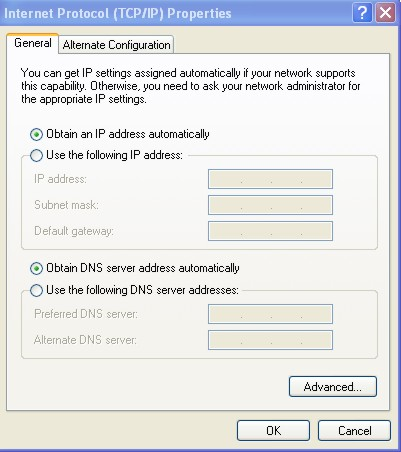 Internet Protocol (TCP/IP) Properties
General
Alternate Configuration
You can get IP settings assigned automatically if your network supports
this capability. Otherwise, you need to ask your network administrator for
the appropriate IP settings.
Obtain an IP address automatically
Use the following IP address:
IP address:
Subnet mask:
Default gateway:
Obtain DNS server address automatically
Use the following DNS server addresses:
Preferred DNS server:
Alternate DNS server:
Advanced...
OK
Cancel